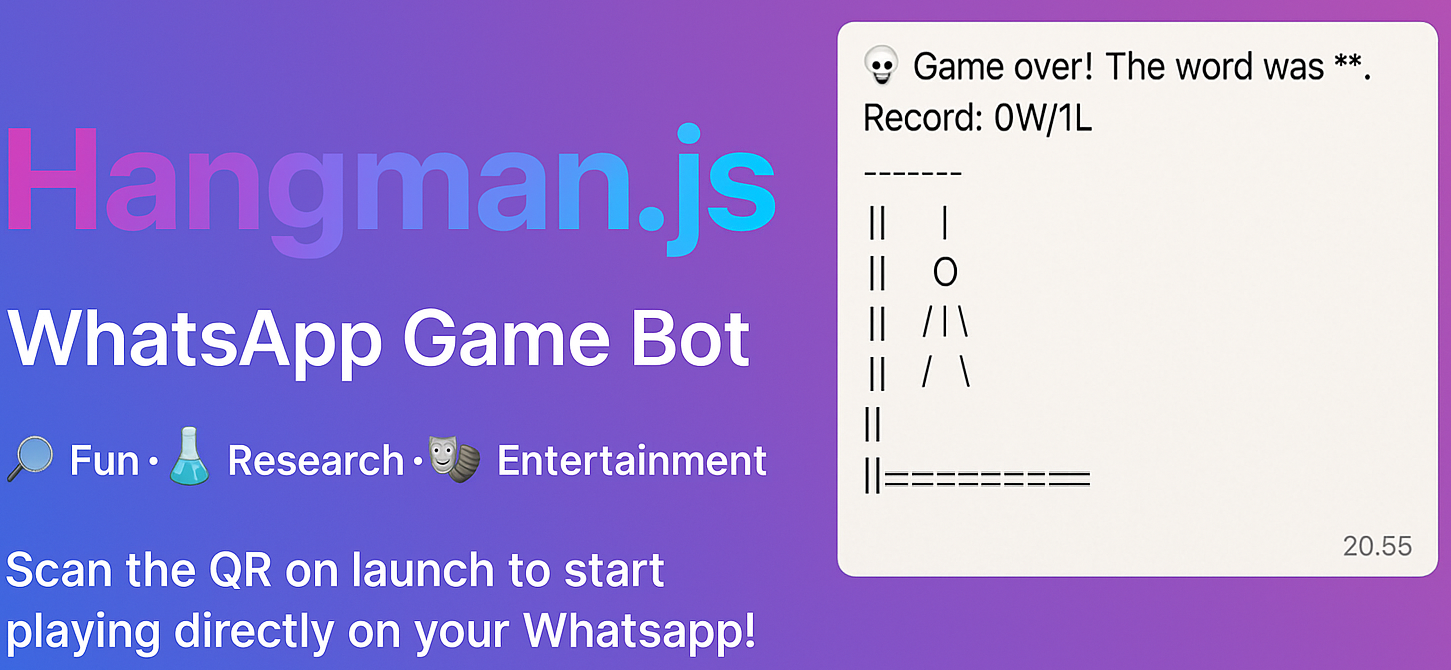 Hangman.js
WhatsApp Game Bot
🔎 Fun · 🧪 Research · 🎭 Entertainment
Scan the QR on launch to start
playing directly on your Whatsapp!
💀 Game over! The word was **.
Record: 0W/1L
-------
||      |
||     O
||    /|\
||    /  \
||
||=========
20.55